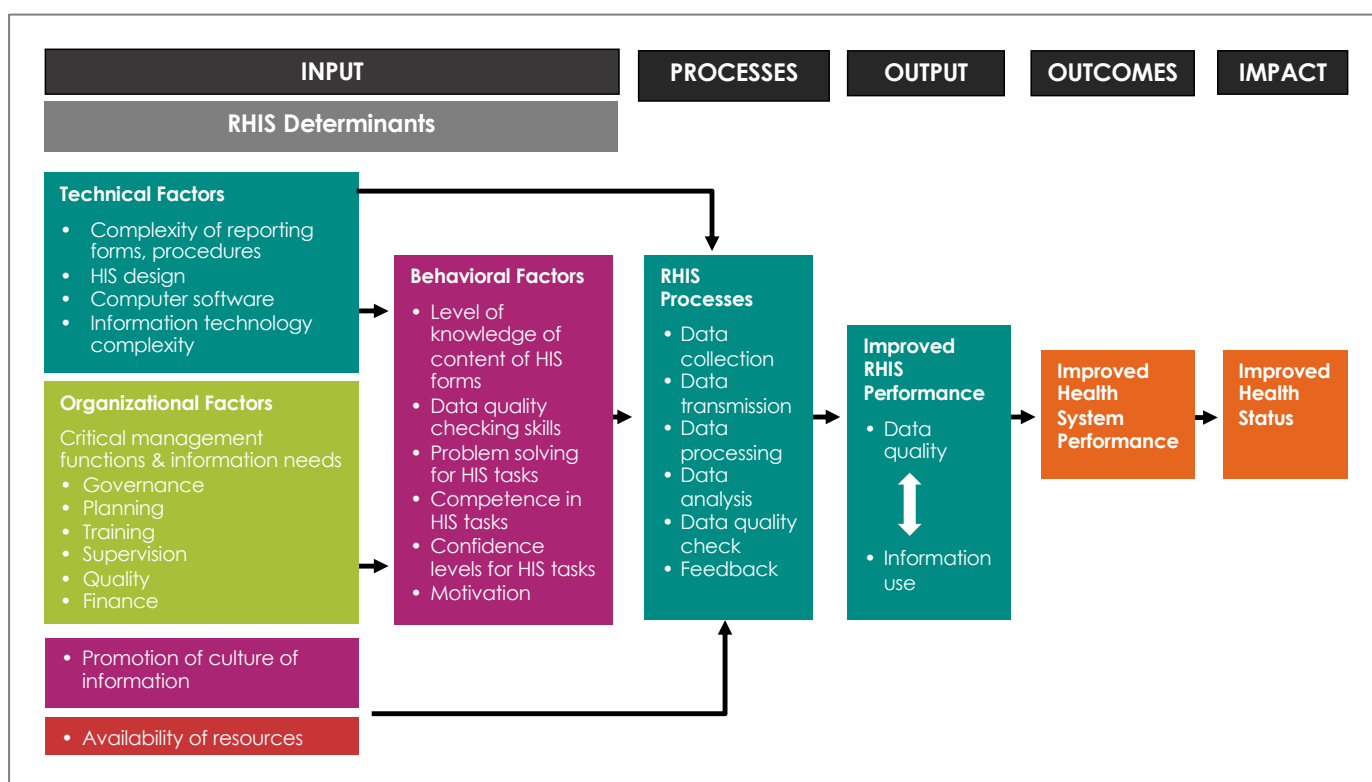 INPUT
PROCESSES
OUTPUT
OUTCOMES
IMPACT
RHIS Determinants
Technical Factors
• Complexity of reporting
forms, procedures
• HIS design
• Computer software
• Information technology
complexity
Organizational Factors
Critical management
functions & information needs
• Governance
• Planning
• Training
• Supervision
• Quality
• Finance
• Promotion of culture of
information
• Availability of resources
Behavioral Factors
• Level of
knowledge of
content of HIS
forms
• Data quality
checking skills
• Problem solving
for HIS tasks
• Competence in
HIS tasks
• Confidence
levels for HIS tasks
• Motivation
RHIS
Processes
• Data
collection
• Data
transmission
• Data
processing
• Data
analysis
• Data quality
check
• Feedback
Improved
RHIS
Performance
• Data
quality
• Information
use
Improved
Health
System
Performance
Improved
Health
Status